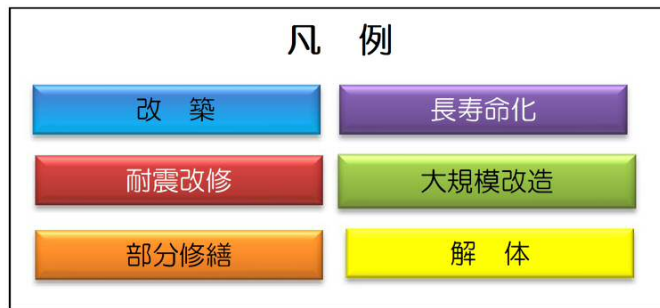 凡 例
改 築
長寿命化
耐震改修
大規模改造
部分修繕
解 体